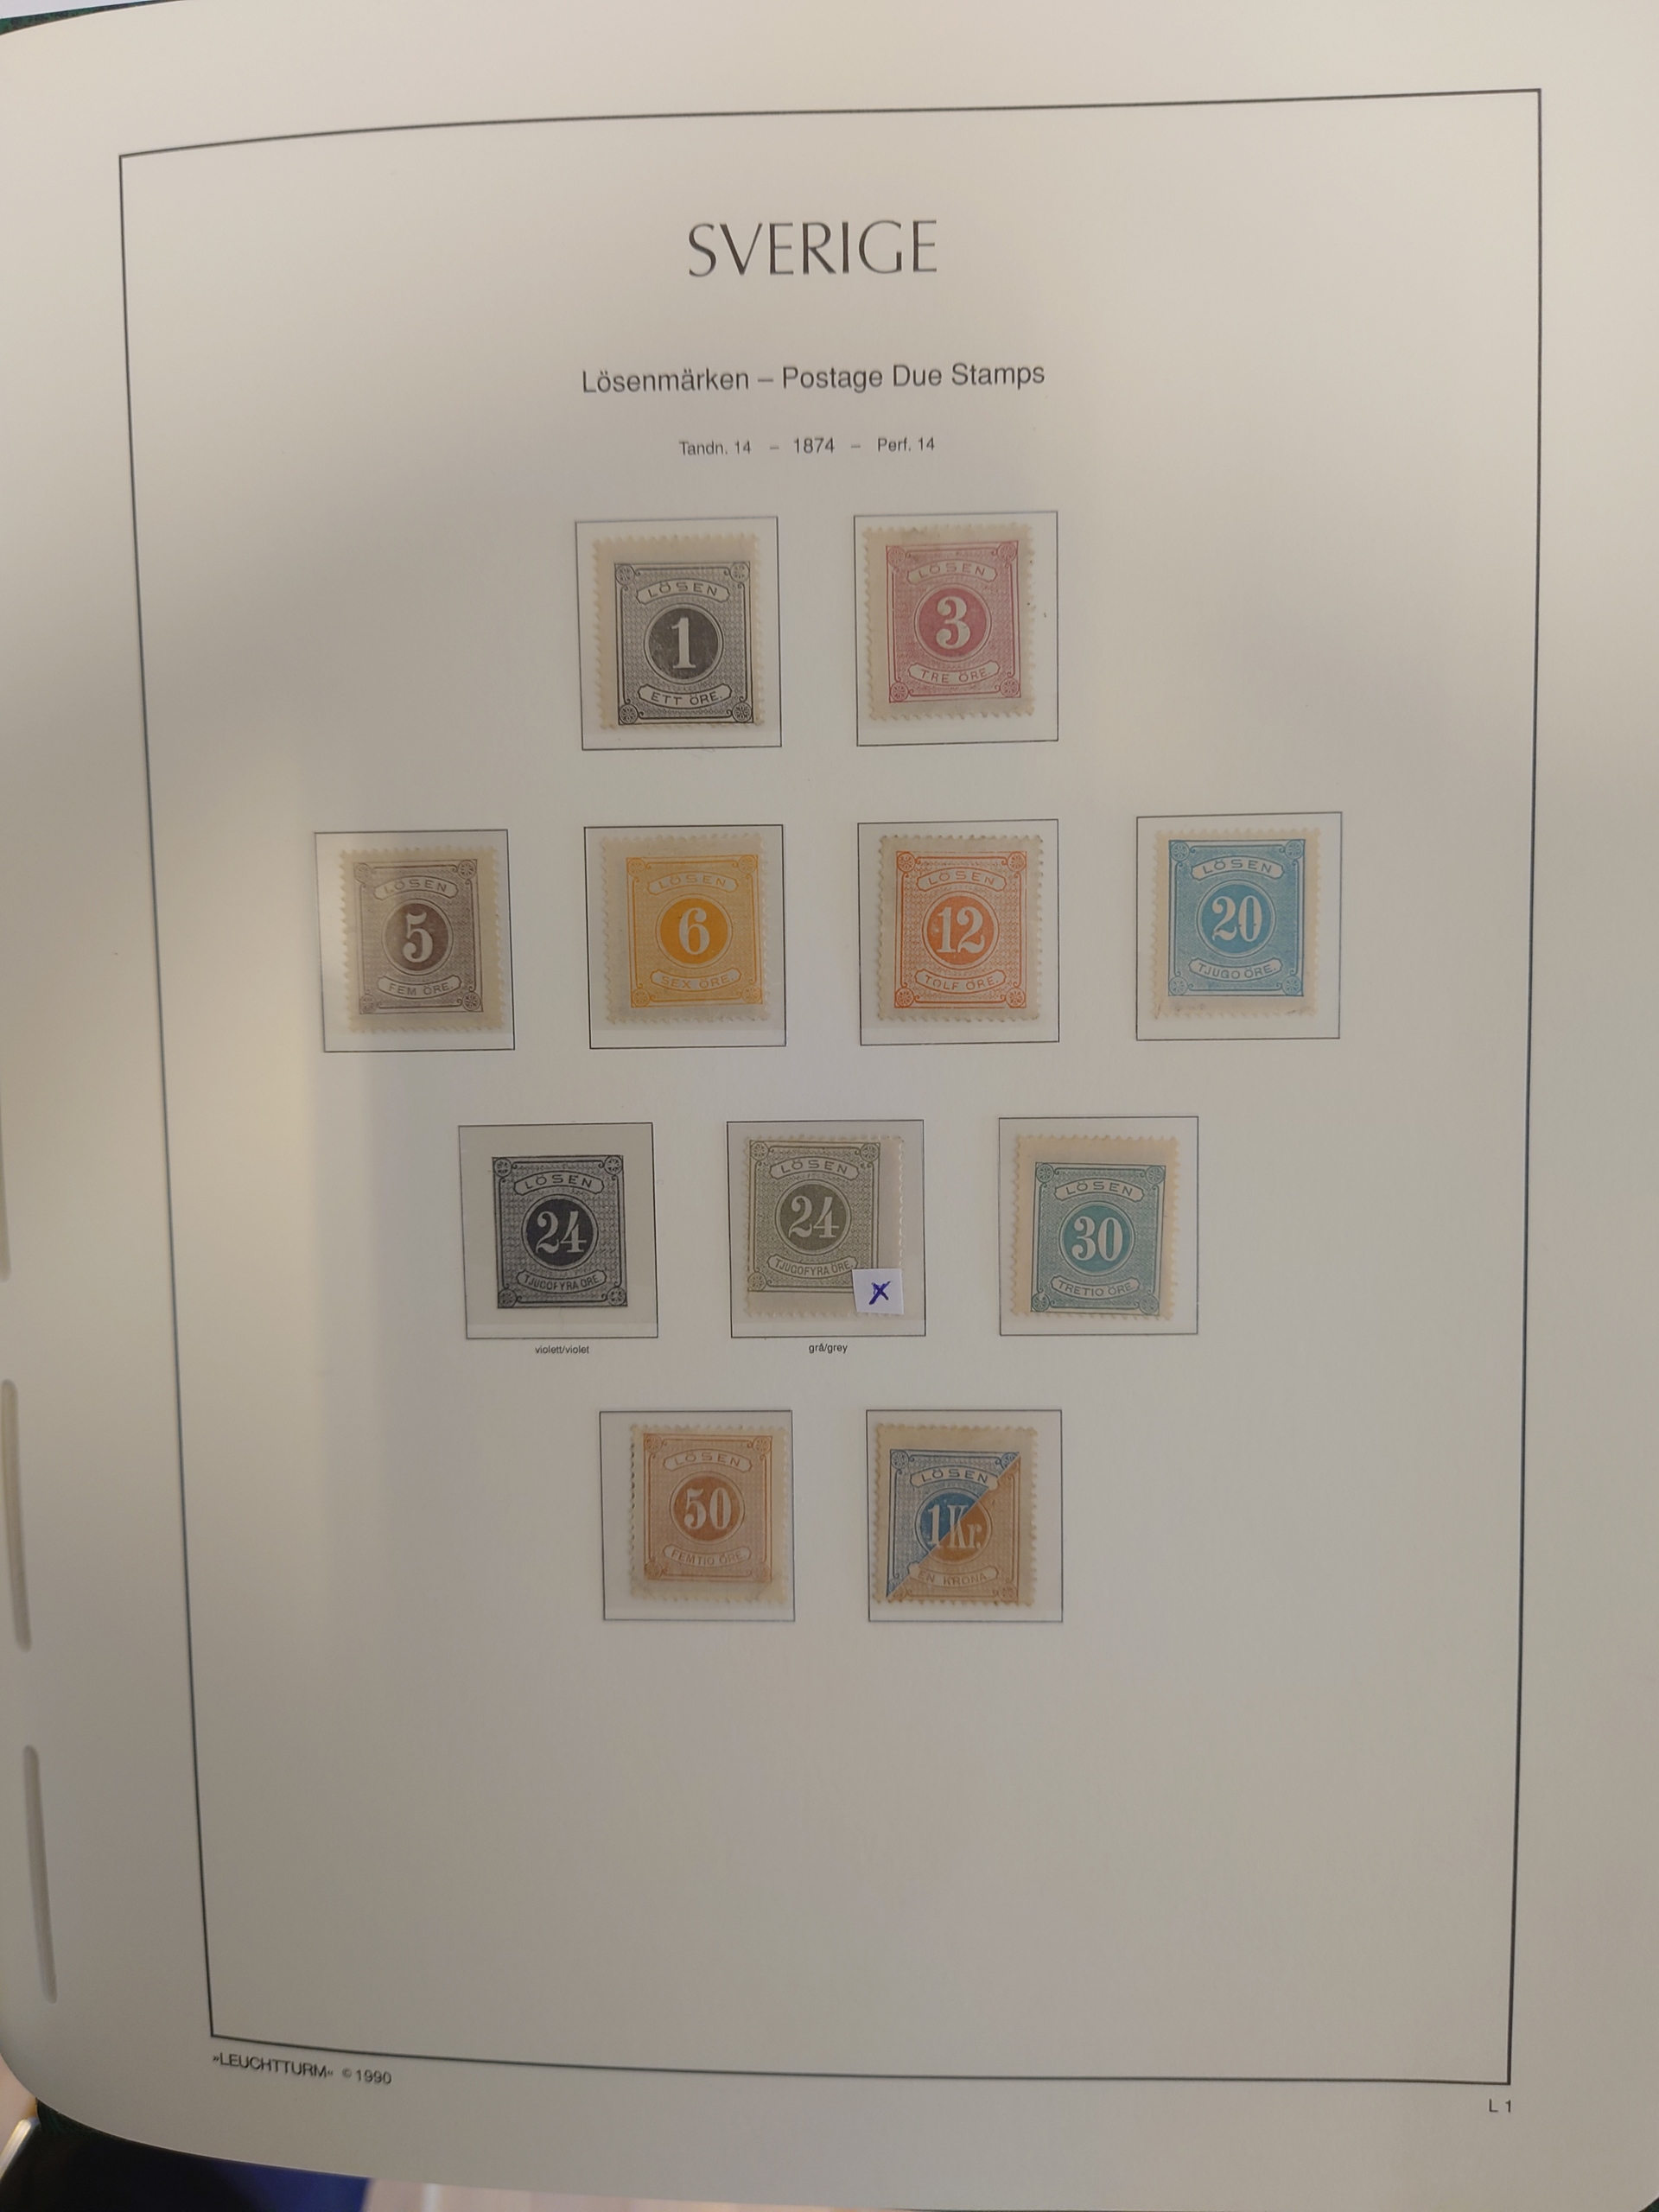 SVERIGE
Lösenmärken – Postage Due Stamps
Tandn. 14 – 1874 – Perf. 14
LÖSEN
1
ETT ÖRE.
LÖSEN
3
TRE ÖRE.
LÖSEN
5
FEM ÖRE.
LÖSEN
6
SEX ÖRE.
LÖSEN
12
TOLF ÖRE.
LÖSEN
20
TJUGO ÖRE.
LÖSEN
24
TJUGOFYRA ÖRE.
violett/violet
LÖSEN
24
TJUGOFYRA ÖRE.
x
grå/grey
LÖSEN
30
TRETIO ÖRE.
LÖSEN
50
FEMTIO ÖRE.
LÖSEN
1 Kr.
EN KRONA
»LEUCHTTURM« © 1990
L 1